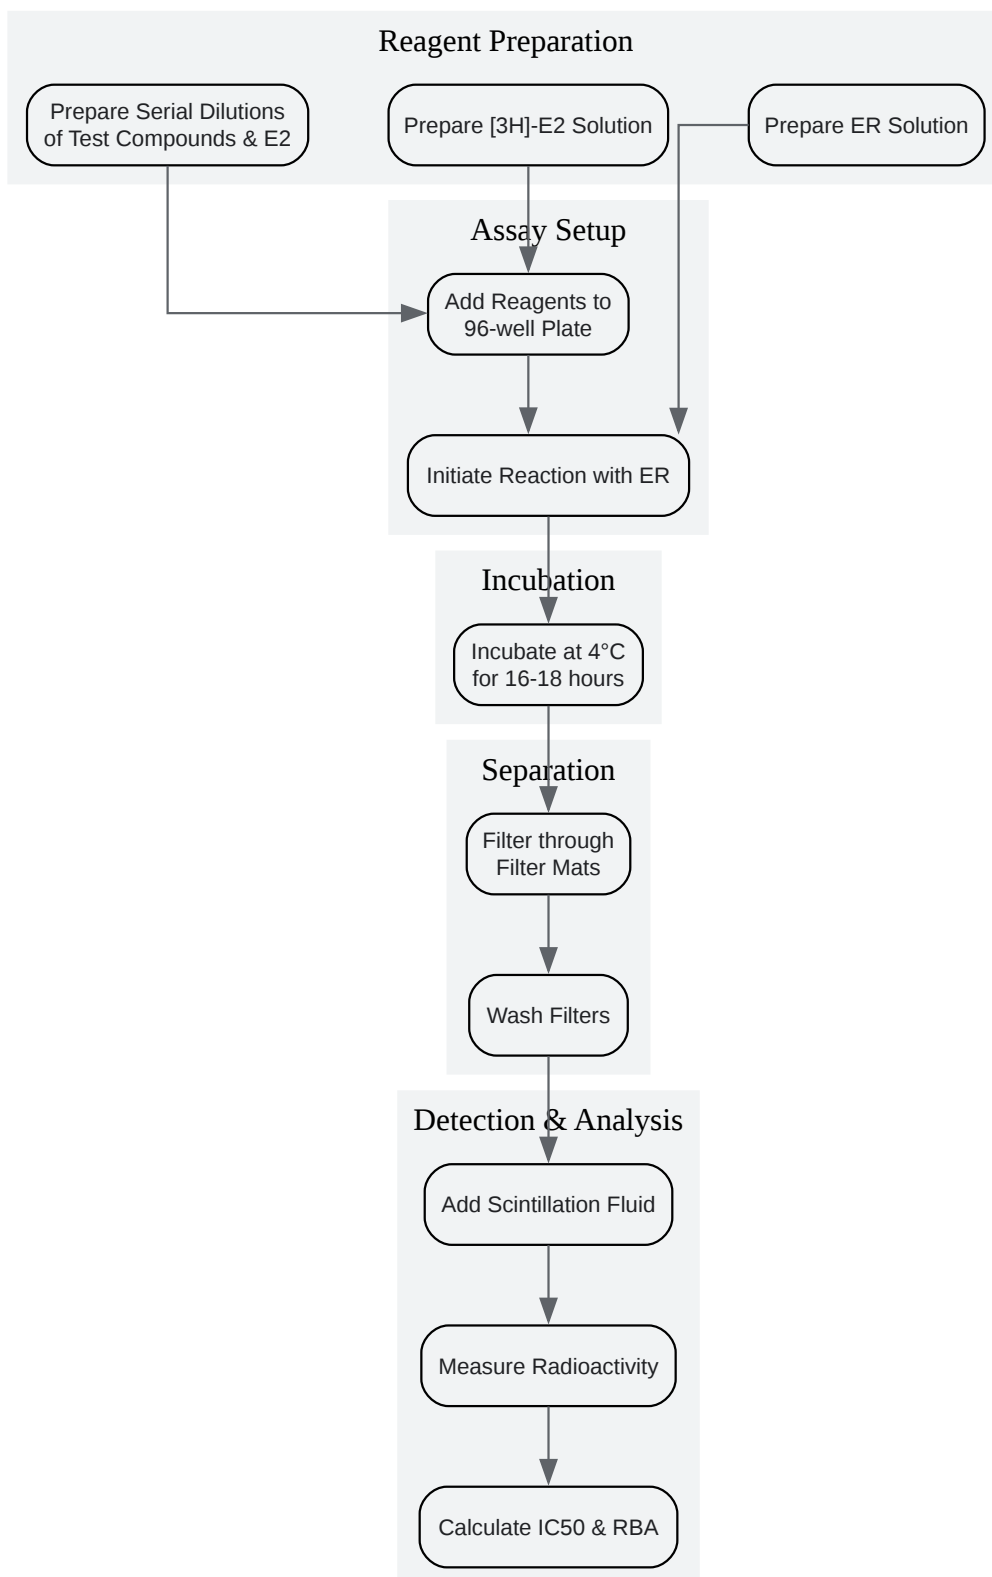 Reagent Preparation
Prepare Serial Dilutions
of Test Compounds & E2
Prepare [3H]-E2 Solution
Prepare ER Solution
Assay Setup
Add Reagents to
96-well Plate
Initiate Reaction with ER
Incubation
Incubate at 4°C
for 16-18 hours
Separation
Filter through
Filter Mats
Wash Filters
Detection & Analysis
Add Scintillation Fluid
Measure Radioactivity
Calculate IC50 & RBA